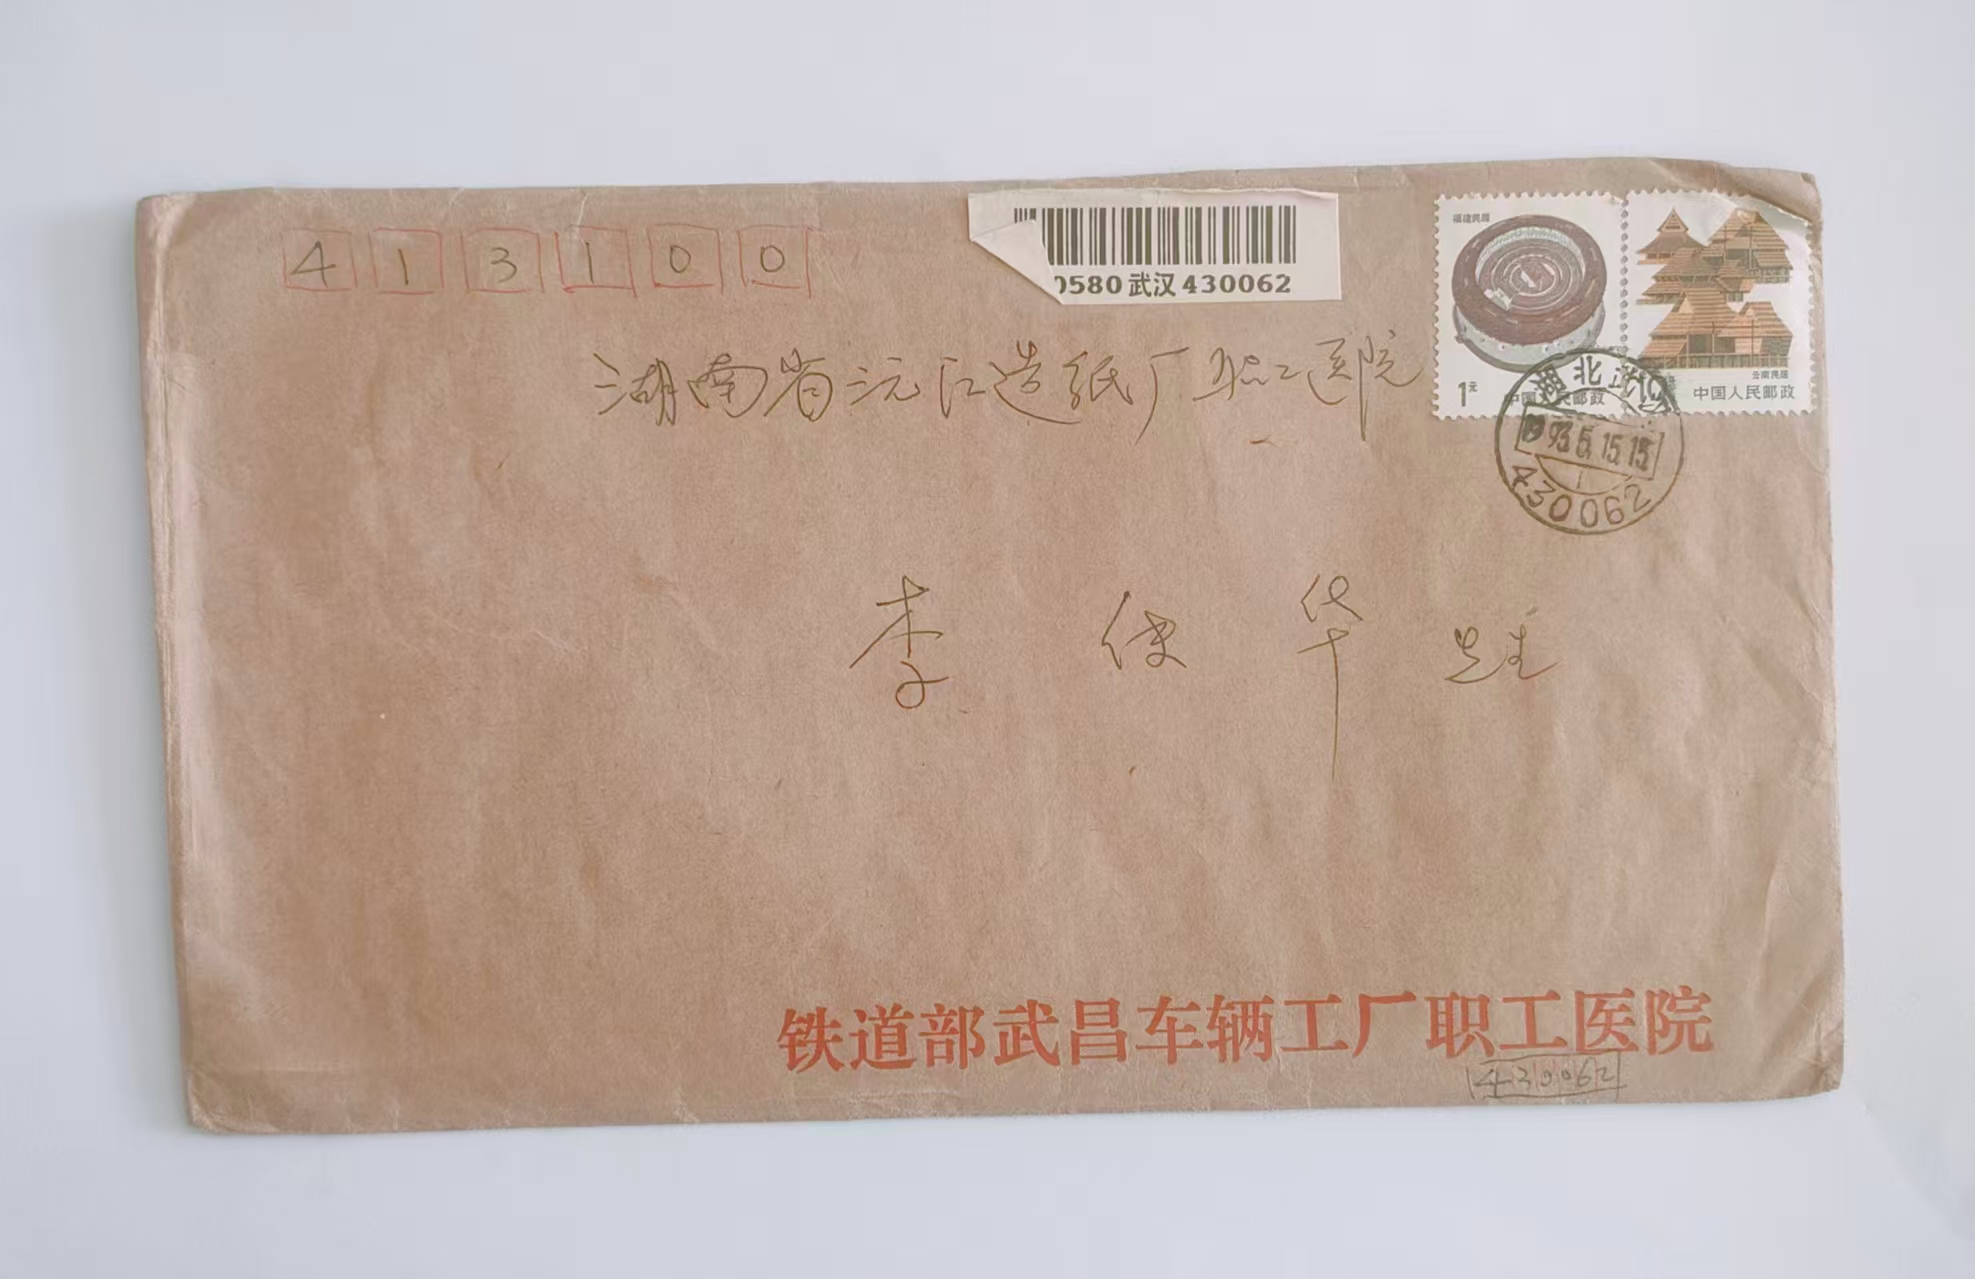 413100
0580 武汉 430062
福建民居
1元
中国人民邮政
云南民居
中国人民邮政
湖北武汉
1993.5.15.15
430062
湖南省沅江造纸厂职工医院
李 俊 华 先生
铁道部武昌车辆工厂职工医院
430062